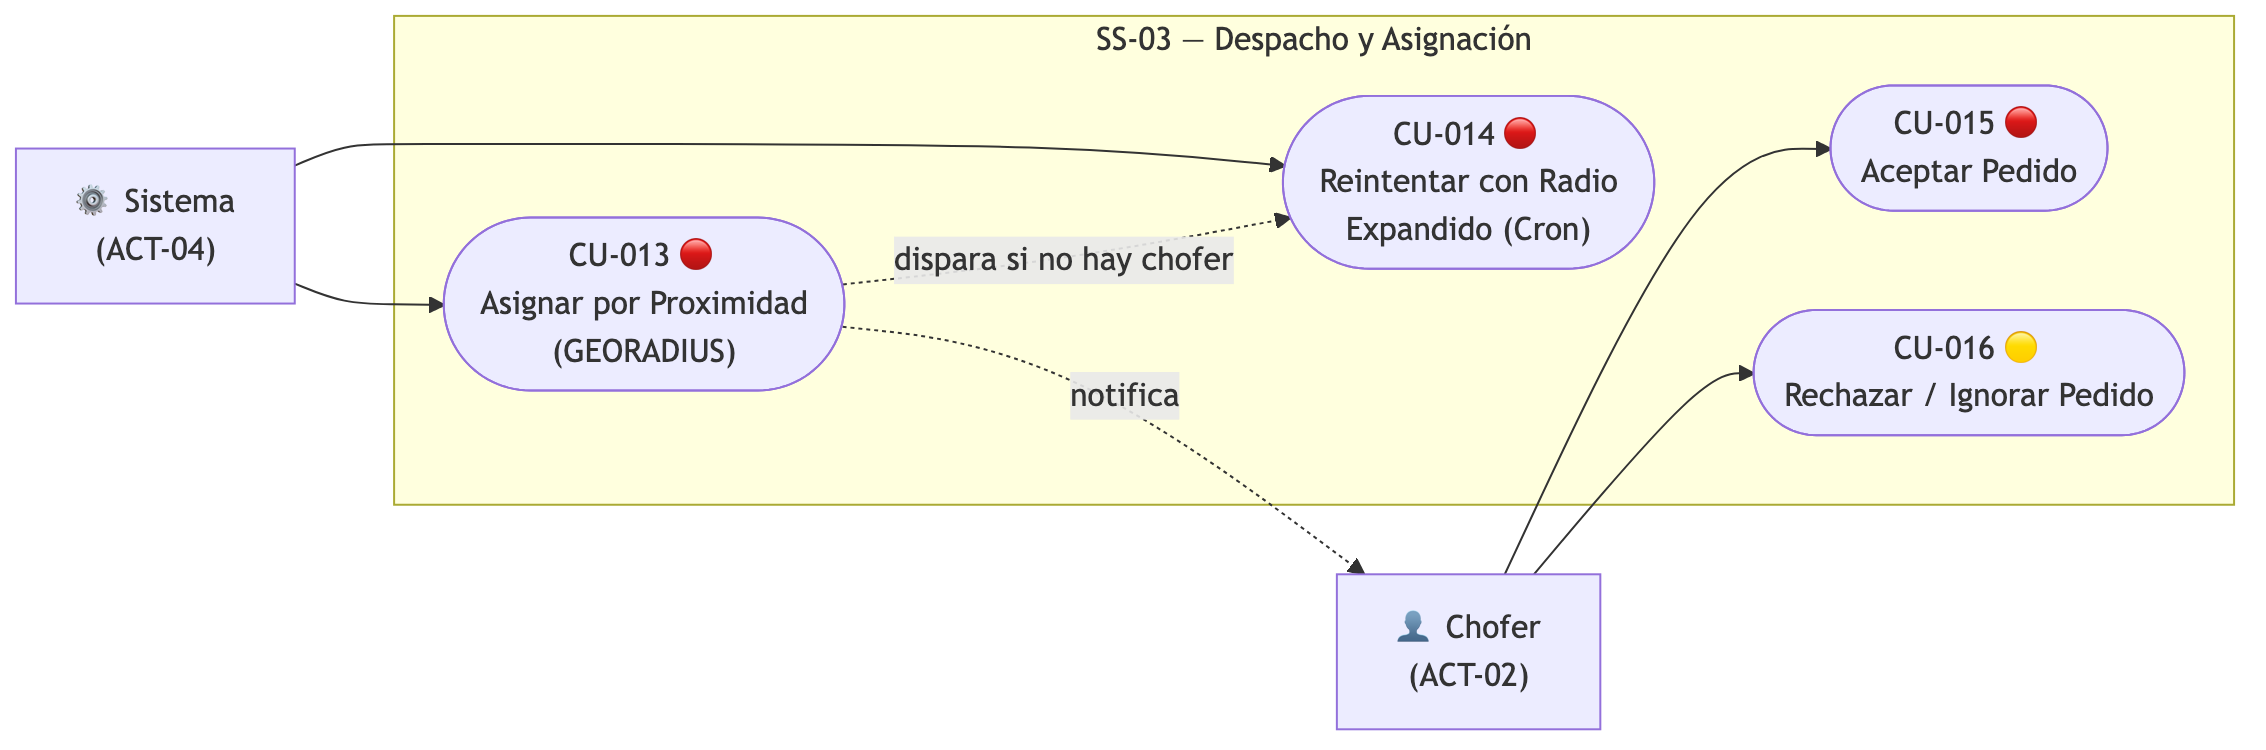 SS-03 — Despacho y Asignación
⚙️ Sistema
(ACT-04)
CU-013 🔴
Asignar por Proximidad
(GEORADIUS)
dispara si no hay chofer
notifica
CU-014 🔴
Reintentar con Radio
Expandido (Cron)
CU-015 🔴
Aceptar Pedido
CU-016 🟡
Rechazar / Ignorar Pedido
👤 Chofer
(ACT-02)